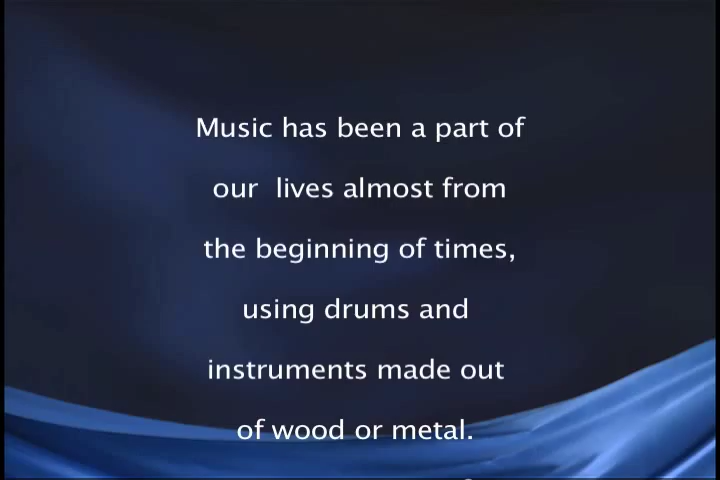 Music has been a part of
our  lives almost from
the beginning of times,
using drums and
instruments made out
of wood or metal.